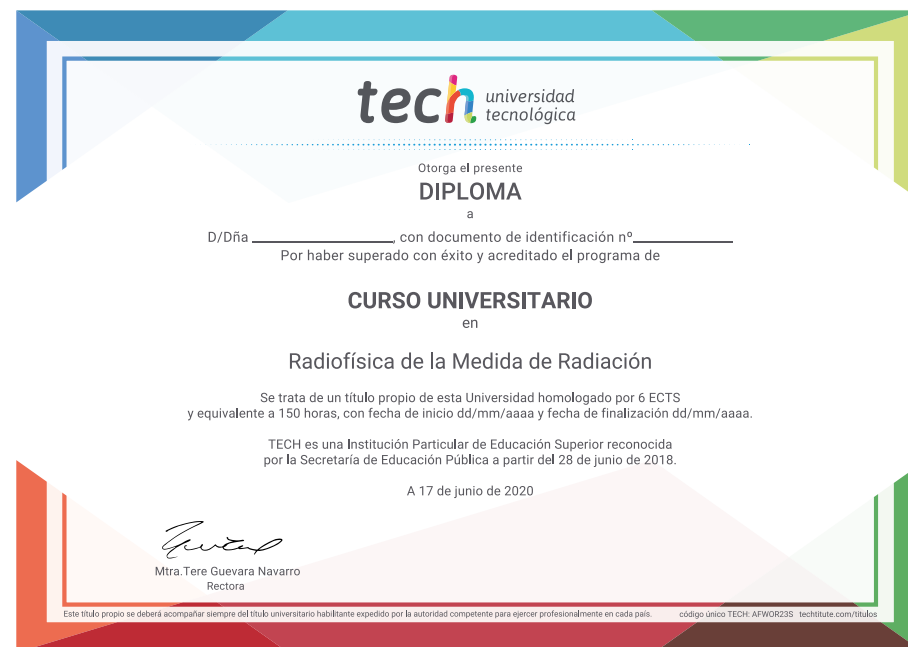 tech universidad
tecnológica
Otorga el presente
DIPLOMA
a
D/Dña ____________________, con documento de identificación nº______________
Por haber superado con éxito y acreditado el programa de
CURSO UNIVERSITARIO
en
Radiofísica de la Medida de Radiación
Se trata de un título propio de esta Universidad homologado por 6 ECTS
y equivalente a 150 horas, con fecha de inicio dd/mm/aaaa y fecha de finalización dd/mm/aaaa.
TECH es una Institución Particular de Educación Superior reconocida
por la Secretaría de Educación Pública a partir del 28 de junio de 2018.
A 17 de junio de 2020
Mtra.Tere Guevara Navarro
Rectora
Este título propio se deberá acompañar siempre del título universitario habilitante expedido por la autoridad competente para ejercer profesionalmente en cada país. código único TECH: AFWOR23S techtitute.com/titulos